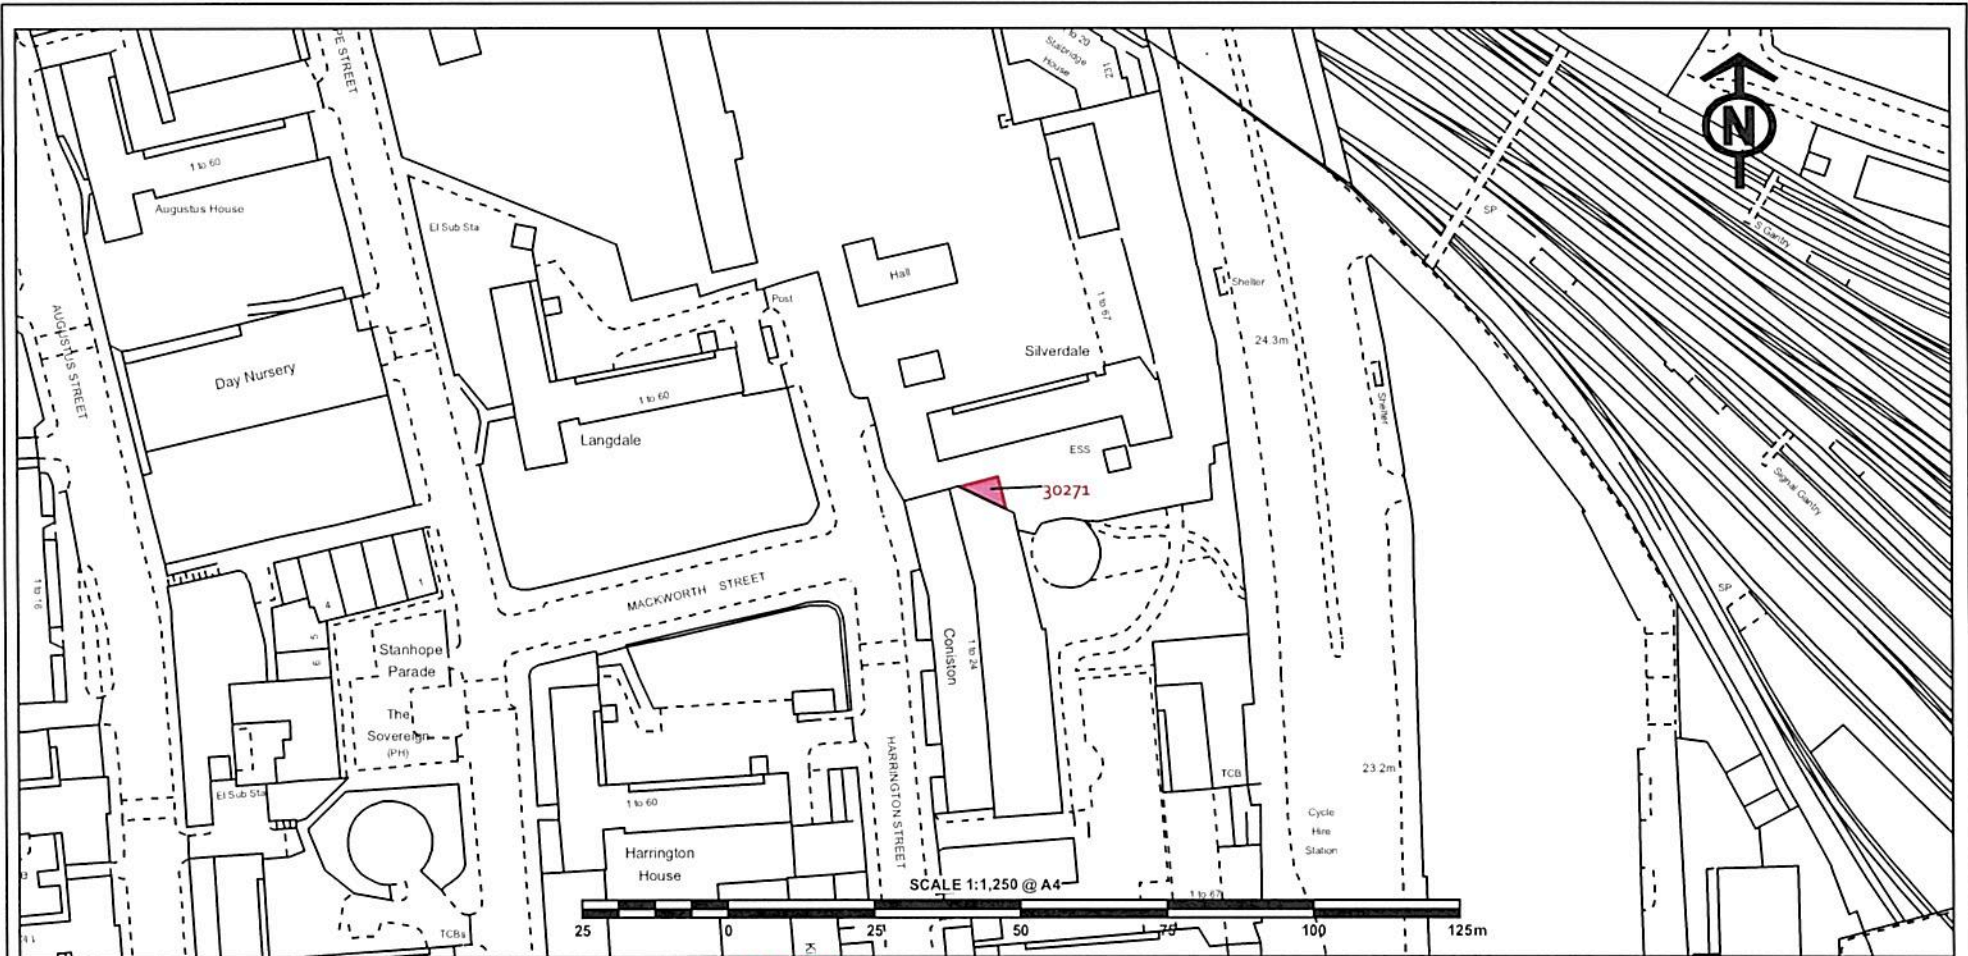 PE STREET
to 20
Stalbridge
House
231
N
1 to 60
Augustus House
El Sub Sta
SP
S Gantry
Hall
Post
Shelter
1 to 67
AUGUSTUS STREET
24.3m
Silverdale
Day Nursery
1 to 60
Shelter
Langdale
ESS
30271
Signal Gantry
1 to 16
MACKWORTH STREET
1
4
5
6
SP
Stanhope
Parade
Coniston
1 to 24
The
Sovereign
(PH)
HARRINGTON STREET
23.2m
TCB
El Sub Sta
1 to 60
Cycle
Hire
Station
Harrington
House
SCALE 1:1,250 @ A4
1 to 67
25 0 25 50 75 100 125m
TCBs